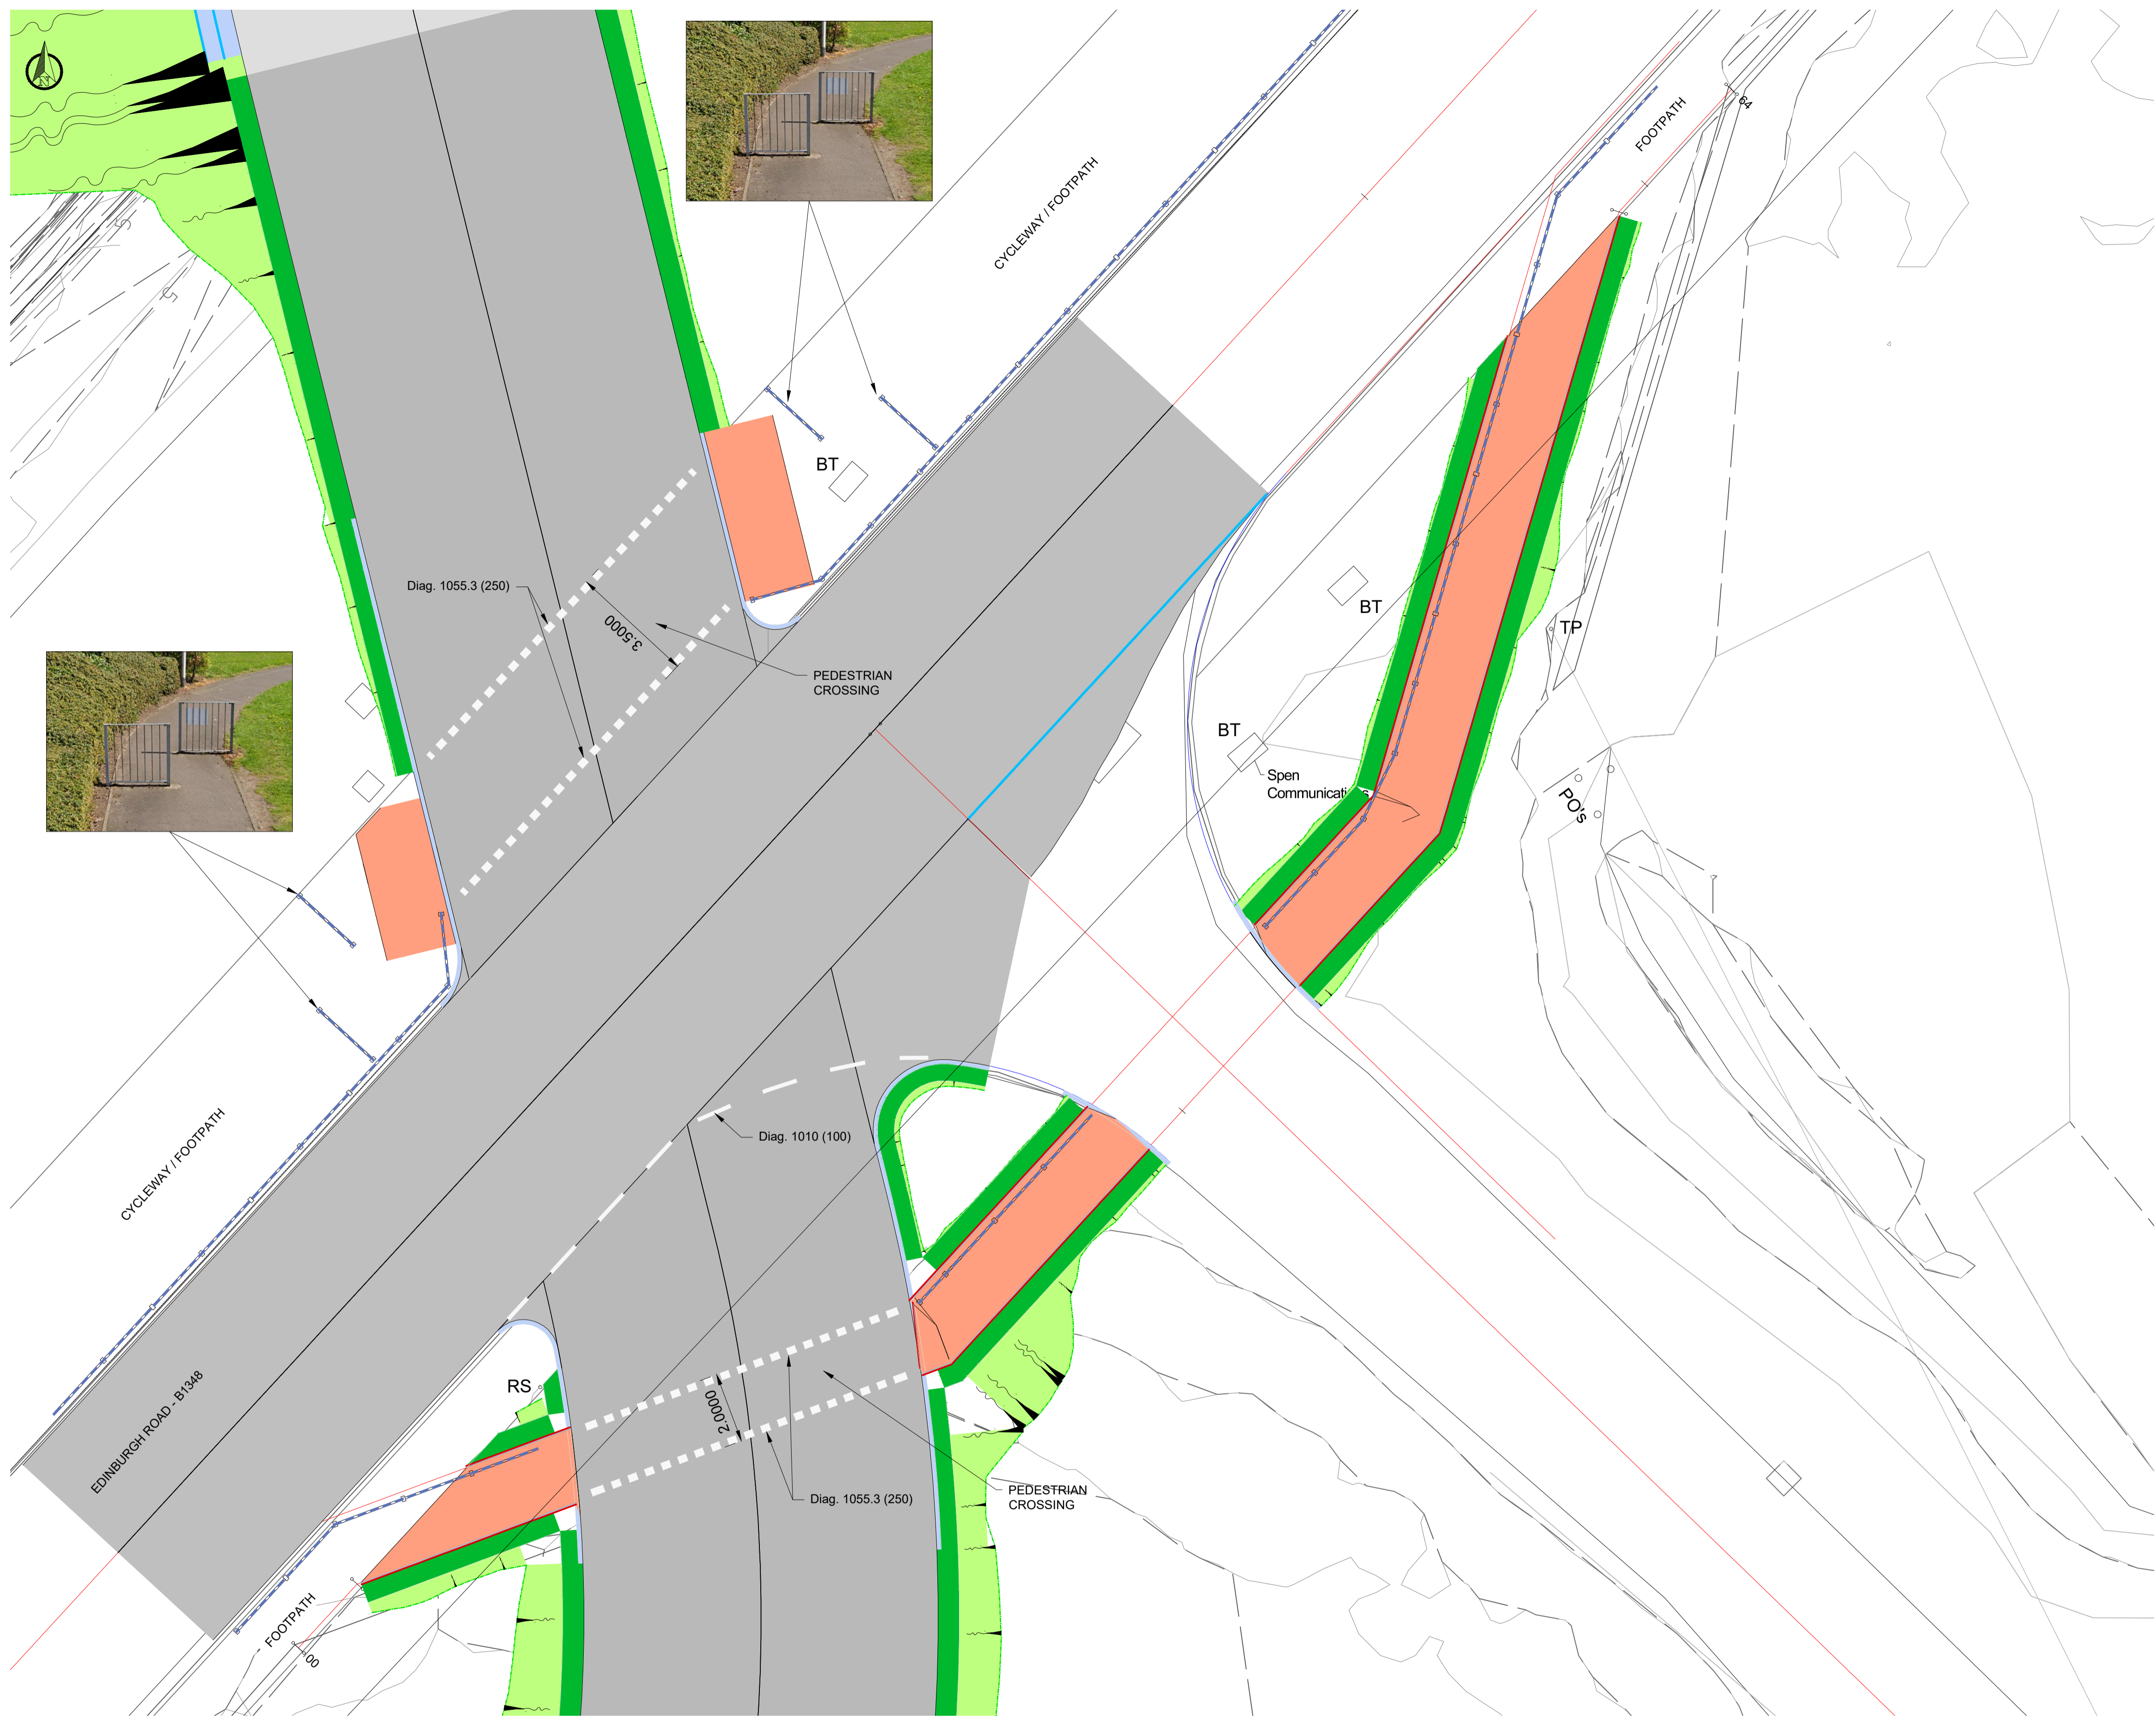 N
64
FOOTPATH
CYCLEWAY / FOOTPATH
BT
Diag. 1055.3 (250)
3.5000
BT
TP
PEDESTRIAN
CROSSING
BT
Spen
PO's
CYCLEWAY / FOOTPATH
Diag. 1010 (100)
EDINBURGH ROAD - B1348
RS
2.0000
Diag. 1055.3 (250)
PEDESTRIAN
CROSSING
FOOTPATH
00